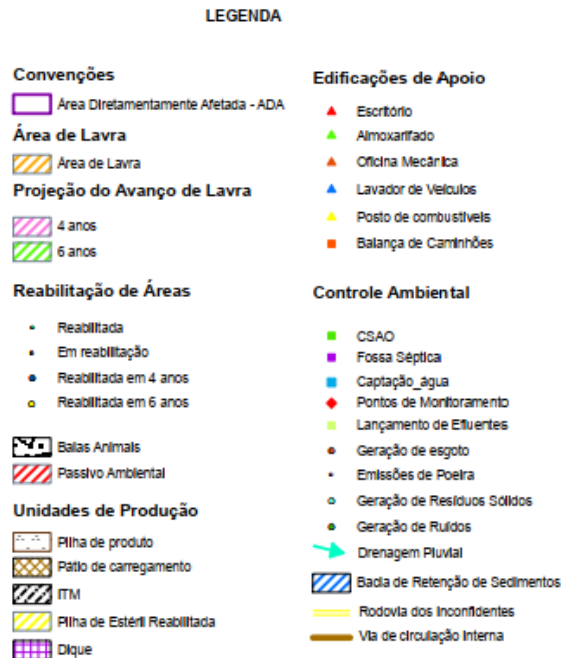 LEGENDA
Convenções
Área Diretamentamente Afetada - ADA
Área de Lavra
Área de Lavra
Projeção do Avanço de Lavra
4 anos
6 anos
Reabilitação de Áreas
Reabilitada
Em reabilitação
Reabilitada em 4 anos
Reabilitada em 6 anos
Baias Animais
Passivo Ambiental
Unidades de Produção
Pilha de produto
Pátio de carregamento
ITM
Pilha de Estéril Reabilitada
Dique
Edificações de Apoio
Escritório
Almoxarifado
Oficina Mecânica
Lavador de Veículos
Posto de combustíveis
Balança de Caminhões
Controle Ambiental
CSAO
Fossa Séptica
Captação_água
Pontos de Monitoramento
Lançamento de Efluentes
Geração de esgoto
Emissões de Poeira
Geração de Resíduos Sólidos
Geração de Ruídos
Drenagem Pluvial
Bacia de Retenção de Sedimentos
Rodovia dos Inconfidentes
Via de circulação Interna